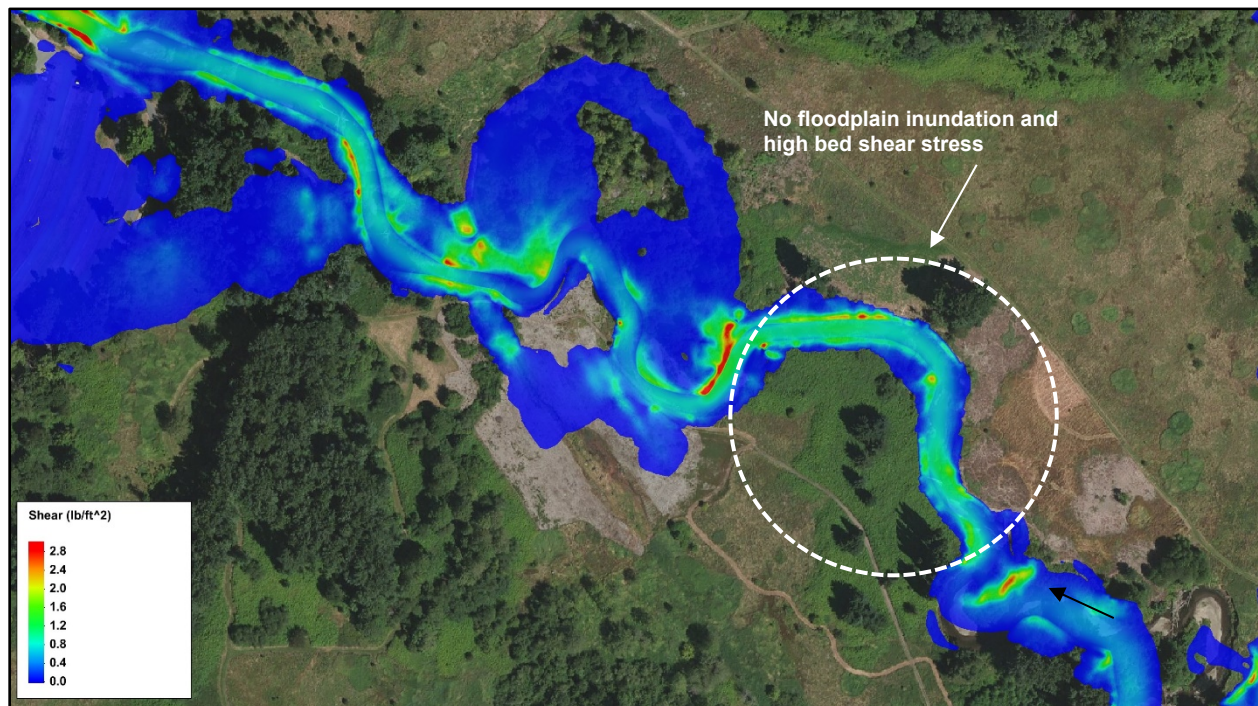 No floodplain inundation and
high bed shear stress
Shear (lb/ft^2)
2.8
2.4
2.0
1.6
1.2
0.8
0.4
0.0